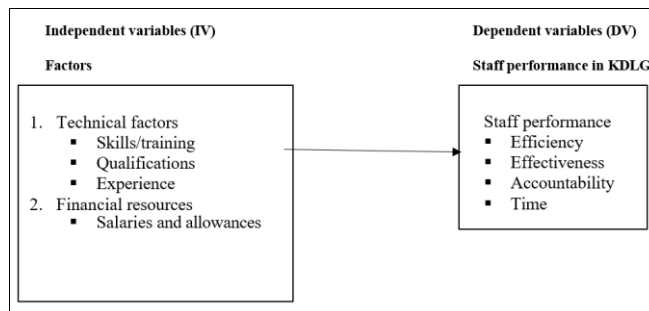 Independent variables (IV)
Factors
1. Technical factors
▪ Skills/training
▪ Qualifications
▪ Experience
2. Financial resources
▪ Salaries and allowances
Dependent variables (DV)
Staff performance in KDLG
Staff performance
▪ Efficiency
▪ Effectiveness
▪ Accountability
▪ Time